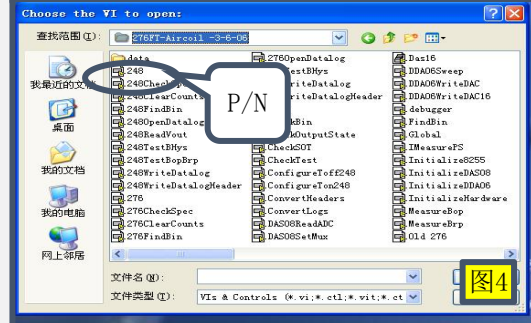 Choose the VI to open:
查找范围(I):
276FT-Aircoil -3-6-06
我最近的文档
桌面
我的文档
我的电脑
网上邻居
data
248
248ClearCounts
248FindBin
248OpenDatalog
248ReadVout
248TestBHys
248TestBopBrp
248WriteDatalog
248WriteDatalogHeader
276
276CheckSpec
276ClearCounts
276FindBin
276OpenDatalog
CheckSOT
CheckTest
ConfigureToff248
ConfigureTon248
ConvertHeaders
ConvertLogs
DAS08ReadADC
DAS08SetMux
Das16
DDA06Sweep
DDA06WriteDAC
DDA06WriteDAC16
debugger
FindBin
Global
IMeasurePS
Initialize8255
InitializeDAS08
InitializeDDA06
InitializeHardware
MeasureBop
MeasureBrp
Old 276
P/N
文件名(N):
文件类型(T):
VIs & Controls (*.vi;*.ctl;*.vit;*.ct
图4